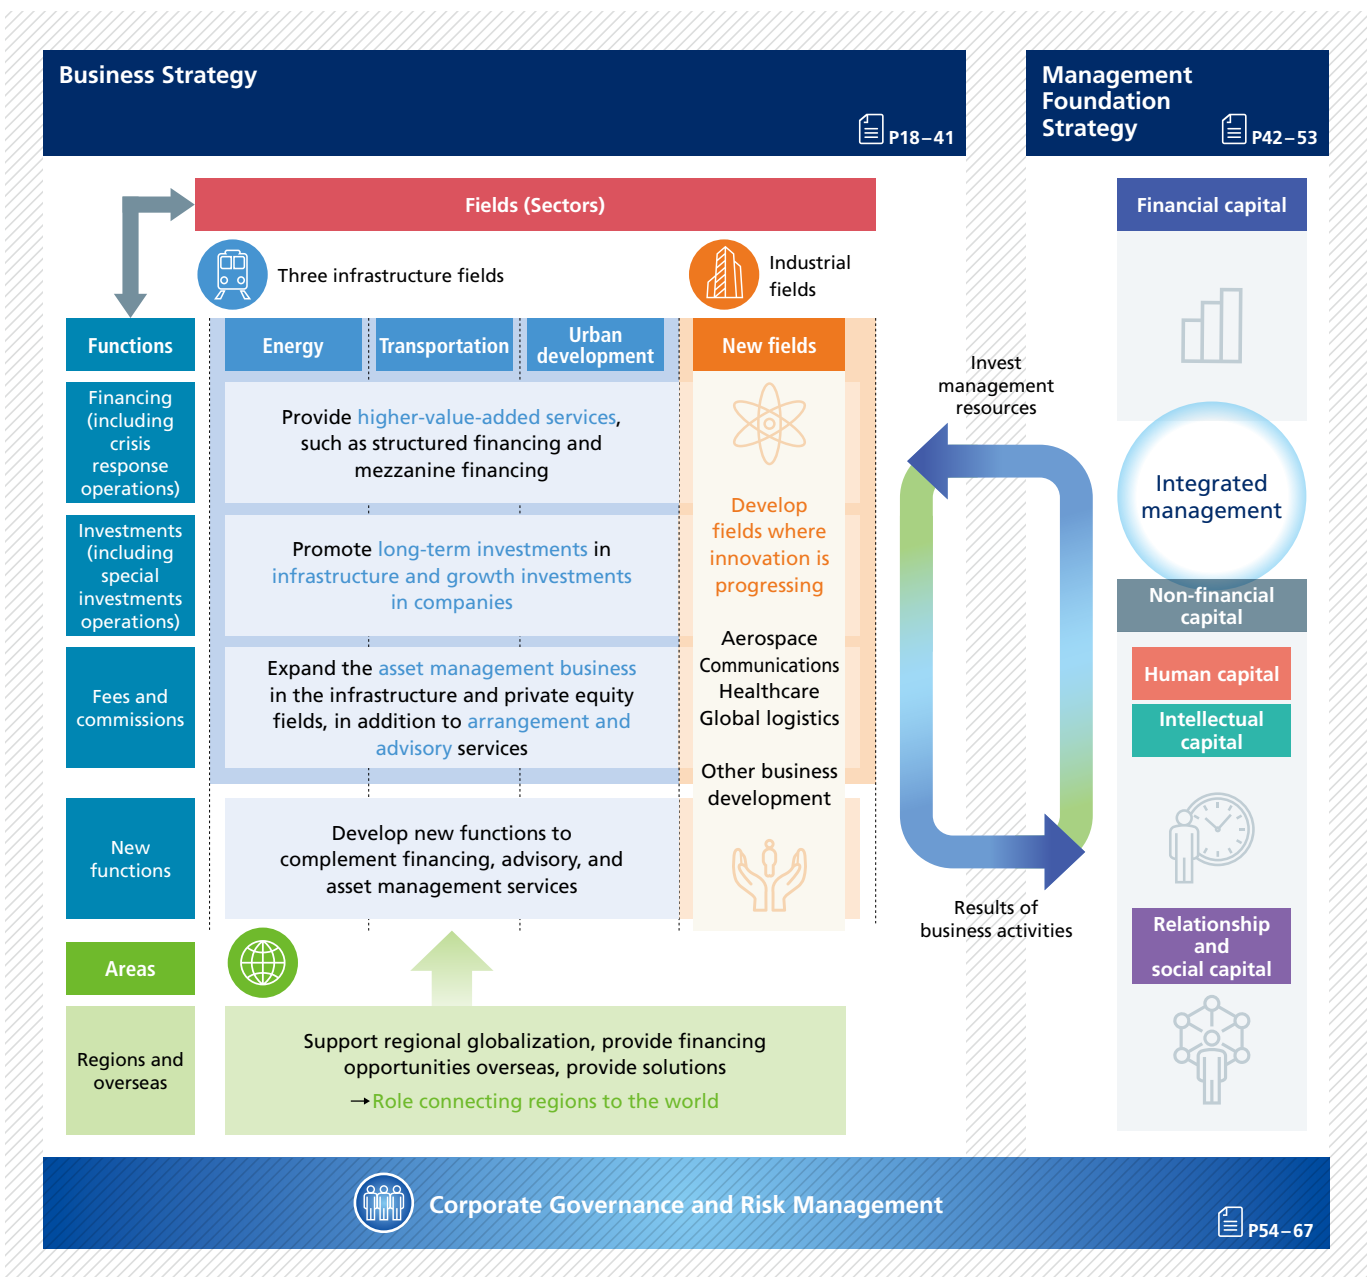 Business Strategy
P18–41
Management
Foundation
Strategy
P42–53
Fields (Sectors)
Three infrastructure fields
Industrial
fields
Functions
Energy
Transportation
Urban
development
New fields
Financing
(including
crisis
response
operations)
Provide higher-value-added services,
such as structured financing and
mezzanine financing
Investments
(including
special
investments
operations)
Promote long-term investments in
infrastructure and growth investments
in companies
Fees and
commissions
Expand the asset management business
in the infrastructure and private equity
fields, in addition to arrangement and
advisory services
New
functions
Develop new functions to
complement financing, advisory, and
asset management services
Develop
fields where
innovation is
progressing
Aerospace
Communications
Healthcare
Global logistics
Other business
development
Areas
Regions and
overseas
Support regional globalization, provide financing
opportunities overseas, provide solutions
→Role connecting regions to the world
Invest
management
resources
Results of
business activities
Financial capital
Integrated
management
Non-financial
capital
Human capital
Intellectual
capital
Relationship
and
social capital
Corporate Governance and Risk Management
P54–67